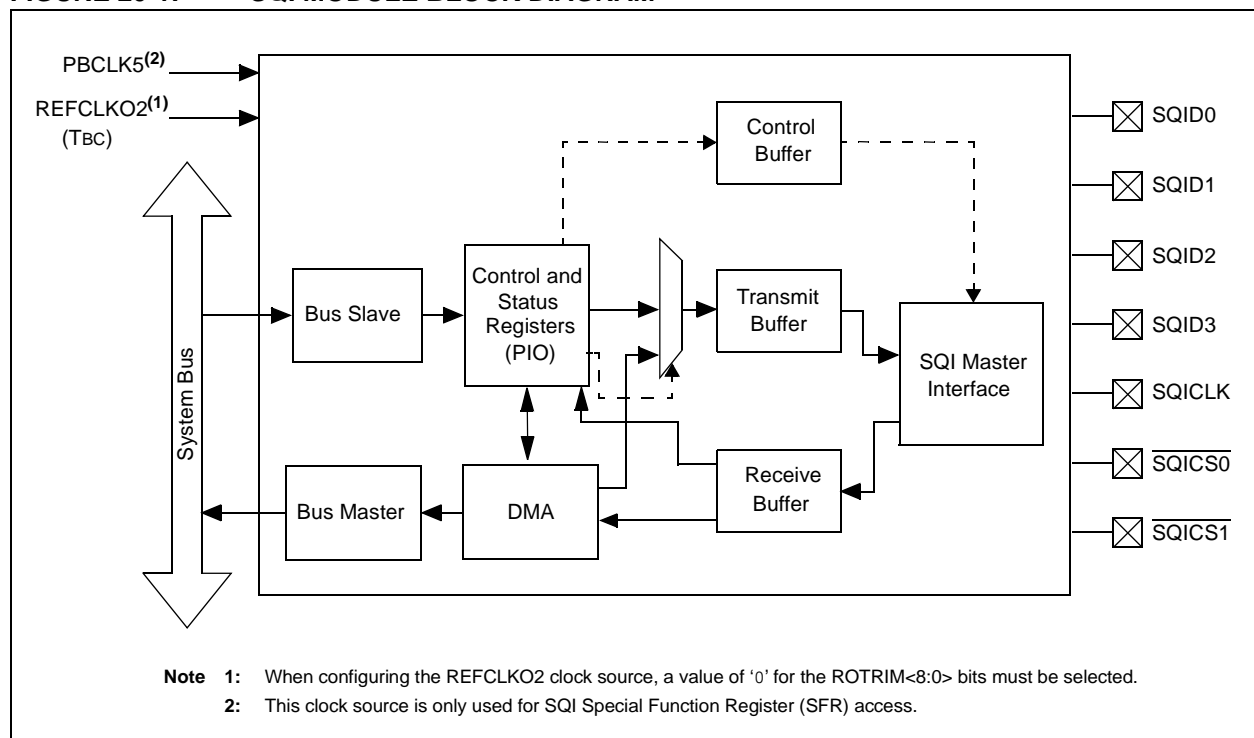 PBCLK5(2)
REFCLKO2(1)
(TBC)
System Bus
Bus Slave
Control and
Status
Registers
(PIO)
Control
Buffer
Transmit
Buffer
SQI Master
Interface
Receive
Buffer
Bus Master
DMA
SQID0
SQID1
SQID2
SQID3
SQICLK
SQICS0
SQICS1
Note 1: When configuring the REFCLKO2 clock source, a value of ‘0’ for the ROTRIM<8:0> bits must be selected.
2: This clock source is only used for SQI Special Function Register (SFR) access.